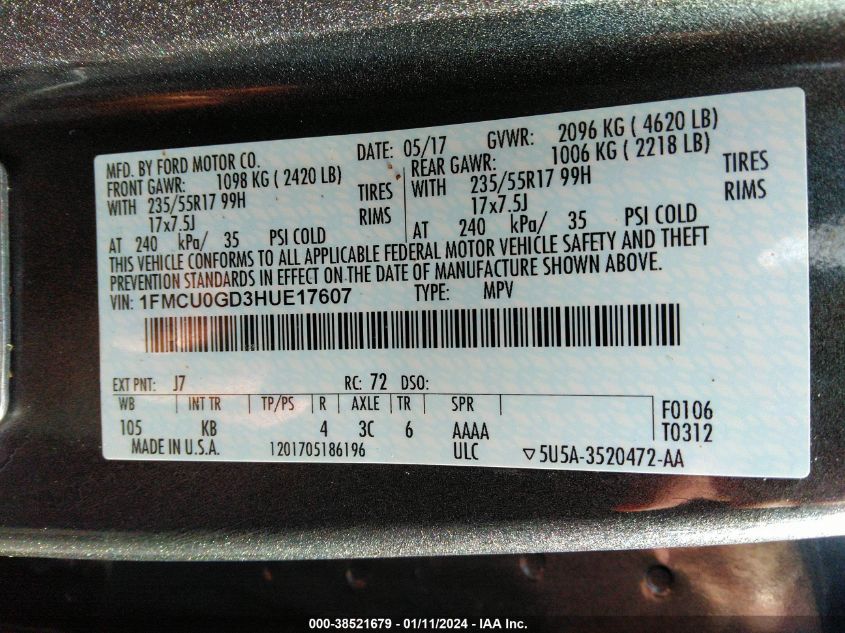 MFD. BY FORD MOTOR CO. DATE: 05/17 GVWR: 2096 KG ( 4620 LB)
FRONT GAWR: 1098 KG ( 2420 LB) REAR GAWR: 1006 KG ( 2218 LB)
WITH 235/55R17 99H TIRES WITH 235/55R17 99H TIRES
17x7.5J RIMS 17x7.5J RIMS
AT 240 kPa/ 35 PSI COLD AT 240 kPa/ 35 PSI COLD
THIS VEHICLE CONFORMS TO ALL APPLICABLE FEDERAL MOTOR VEHICLE SAFETY AND THEFT
PREVENTION STANDARDS IN EFFECT ON THE DATE OF MANUFACTURE SHOWN ABOVE.
VIN: 1FMCU0GD3HUE17607 TYPE: MPV
EXT PNT: J7 RC: 72 DSO:
WB INT TR TP/PS R AXLE TR SPR F0106
105 KB 4 3C 6 AAAA T0312
MADE IN U.S.A. 1201705186196 ULC ▽5U5A-3520472-AA
000-38521679 - 01/11/2024 - IAA Inc.